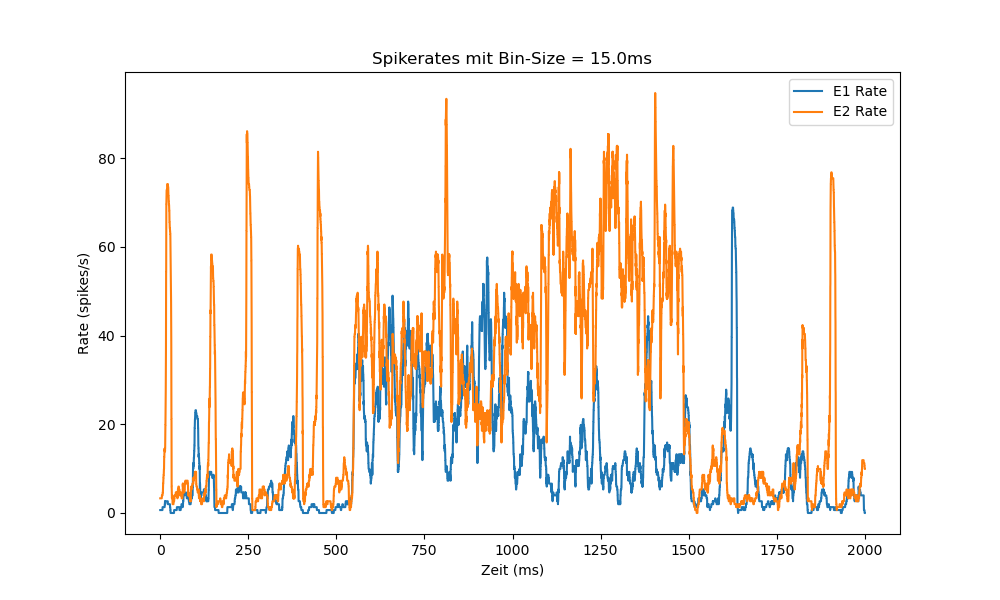 Spikerates mit Bin-Size = 15.0ms
E1 Rate
E2 Rate
80
60
40
20
0
Rate (spikes/s)
0 250 500 750 1000 1250 1500 1750 2000
Zeit (ms)